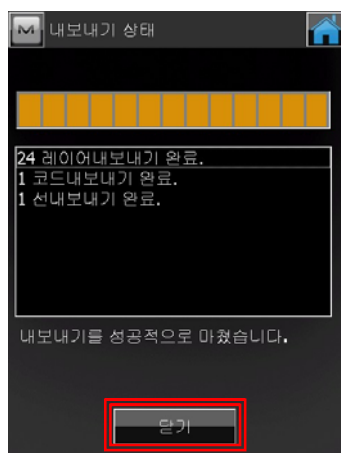 M 내보내기 상태
24 레이어내보내기 완료.
1 코드내보내기 완료.
1 선내보내기 완료.
내보내기를 성공적으로 마쳤습니다.
닫기